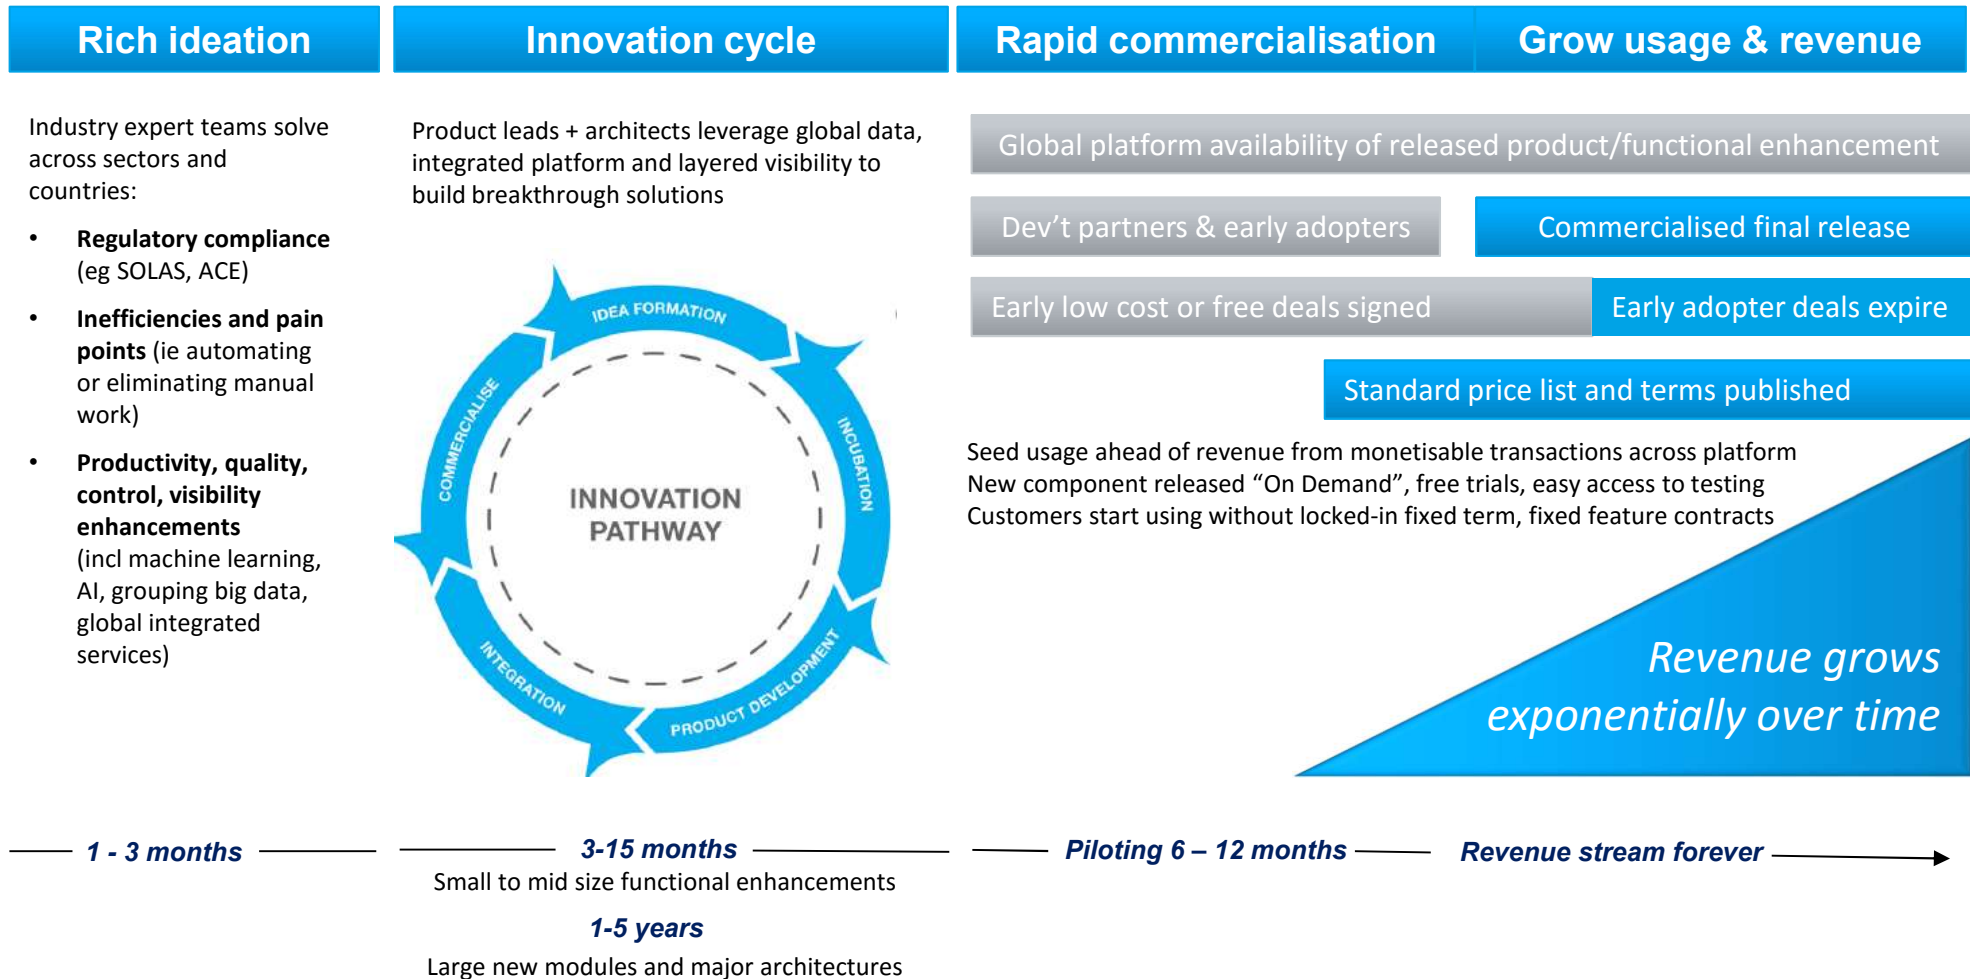 Rich ideation
Innovation cycle
Rapid commercialisation
Grow usage & revenue
Industry expert teams solve
across sectors and
countries:
• Regulatory compliance
(eg SOLAS, ACE)
• Inefficiencies and pain
points (ie automating
or eliminating manual
work)
• Productivity, quality,
control, visibility
enhancements
(incl machine learning,
AI, grouping big data,
global integrated
services)
Product leads + architects leverage global data,
integrated platform and layered visibility to
build breakthrough solutions
IDEA FORMATION
INCUBATION
PRODUCT DEVELOPMENT
INTEGRATION
COMMERCIALISE
INNOVATION
PATHWAY
Global platform availability of released product/functional enhancement
Dev’t partners & early adopters
Commercialised final release
Early low cost or free deals signed
Early adopter deals expire
Standard price list and terms published
Seed usage ahead of revenue from monetisable transactions across platform
New component released “On Demand”, free trials, easy access to testing
Customers start using without locked-in fixed term, fixed feature contracts
Revenue grows
exponentially over time
1 - 3 months
3-15 months
Small to mid size functional enhancements
1-5 years
Large new modules and major architectures
Piloting 6 – 12 months
Revenue stream forever